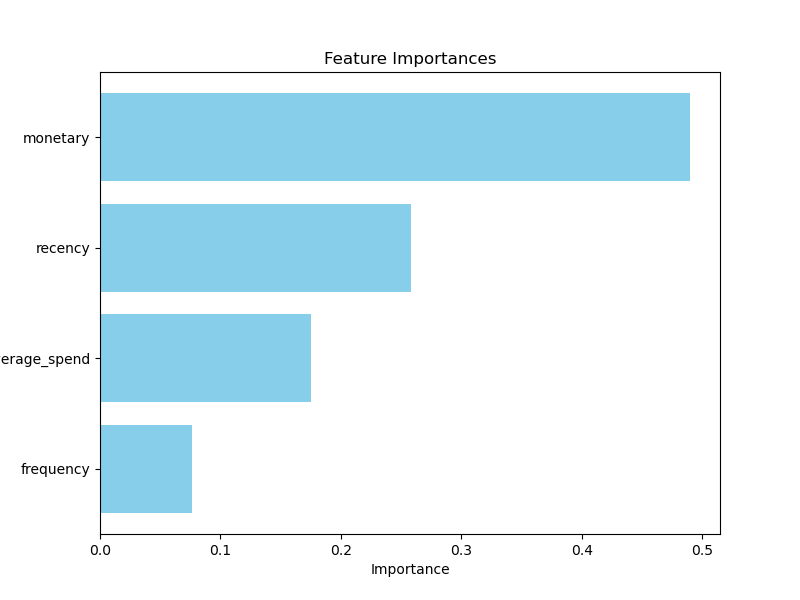 Feature Importances
monetary
recency
erage_spend
frequency
0.0 0.1 0.2 0.3 0.4 0.5
Importance